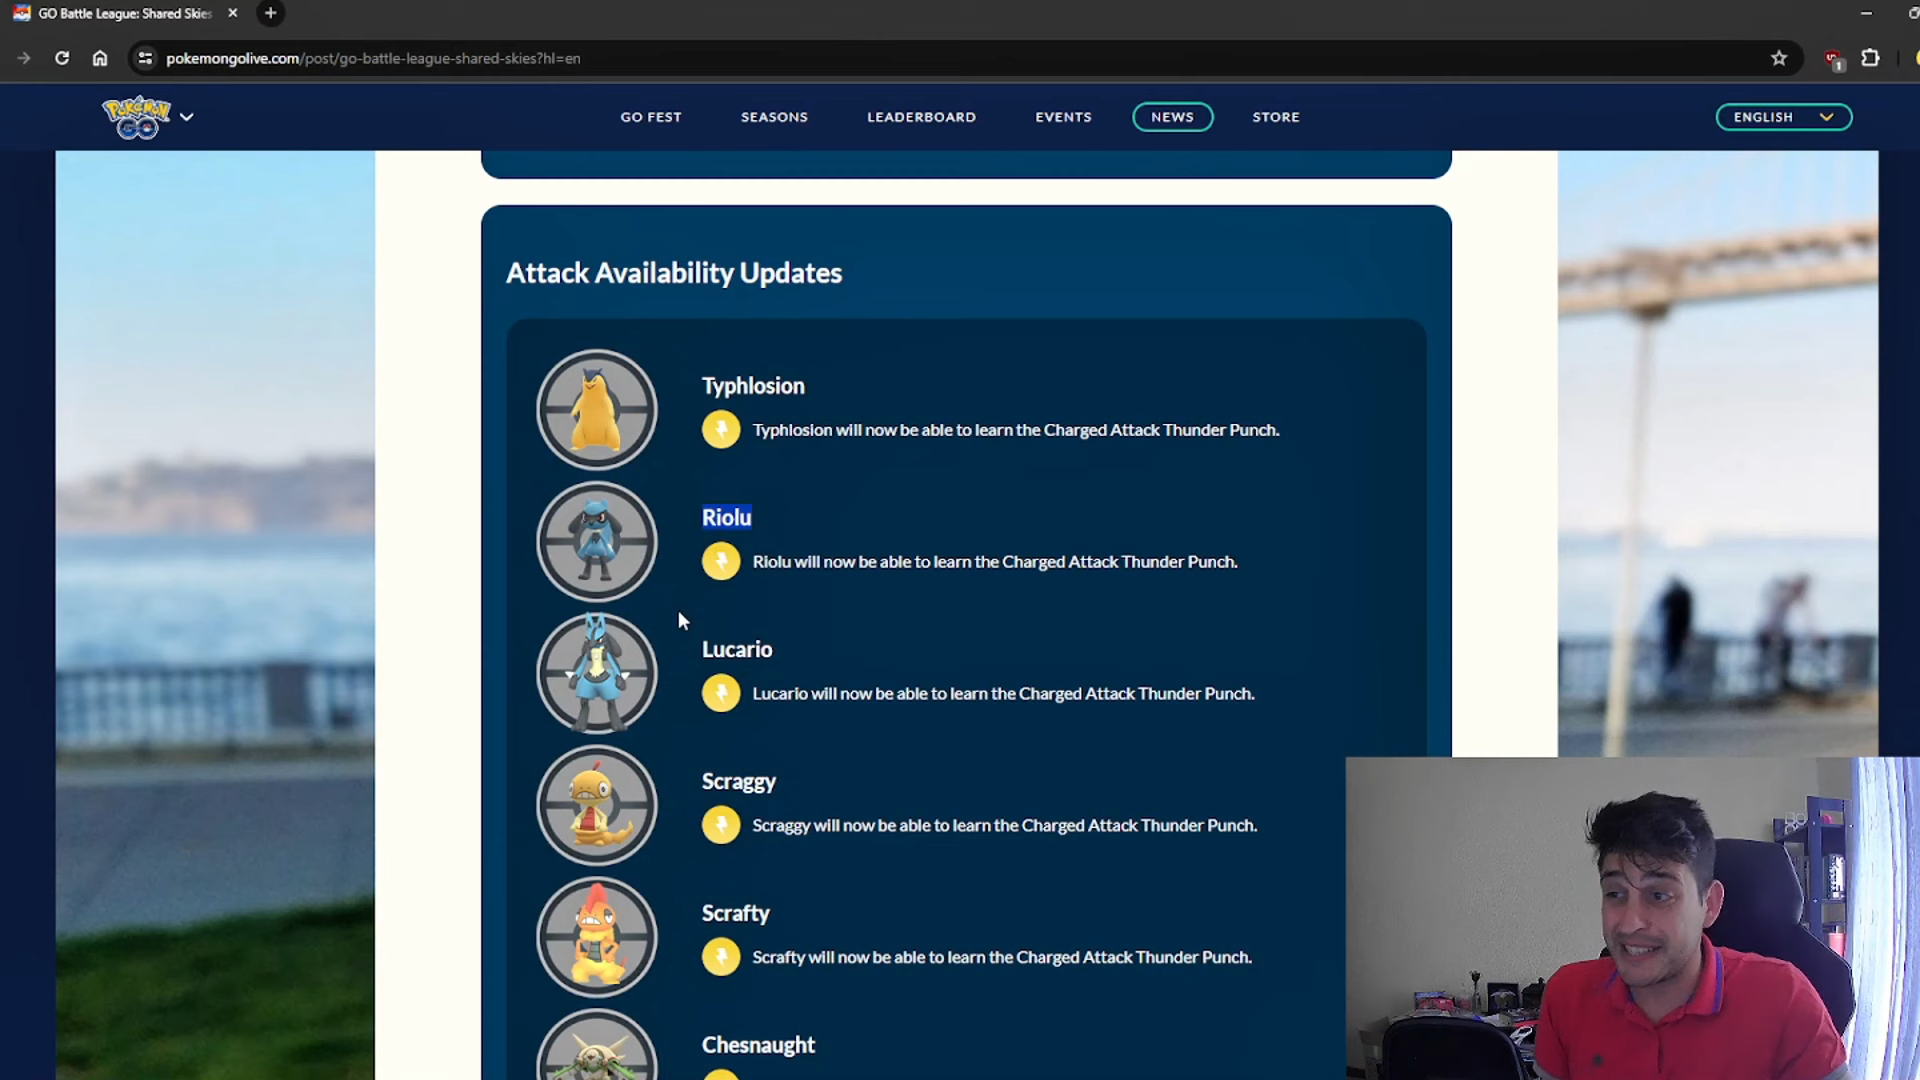 GO Battle League: Shared Skies
pokemongolive.com/post/go-battle-league-shared-skies?hl=en
1
POKÉMON GO
GO FEST
SEASONS
LEADERBOARD
EVENTS
NEWS
STORE
ENGLISH
Attack Availability Updates
Typhlosion
Typhlosion will now be able to learn the Charged Attack Thunder Punch.
Riolu
Riolu will now be able to learn the Charged Attack Thunder Punch.
Lucario
Lucario will now be able to learn the Charged Attack Thunder Punch.
Scraggy
Scraggy will now be able to learn the Charged Attack Thunder Punch.
Scrafty
Scrafty will now be able to learn the Charged Attack Thunder Punch.
Chesnaught